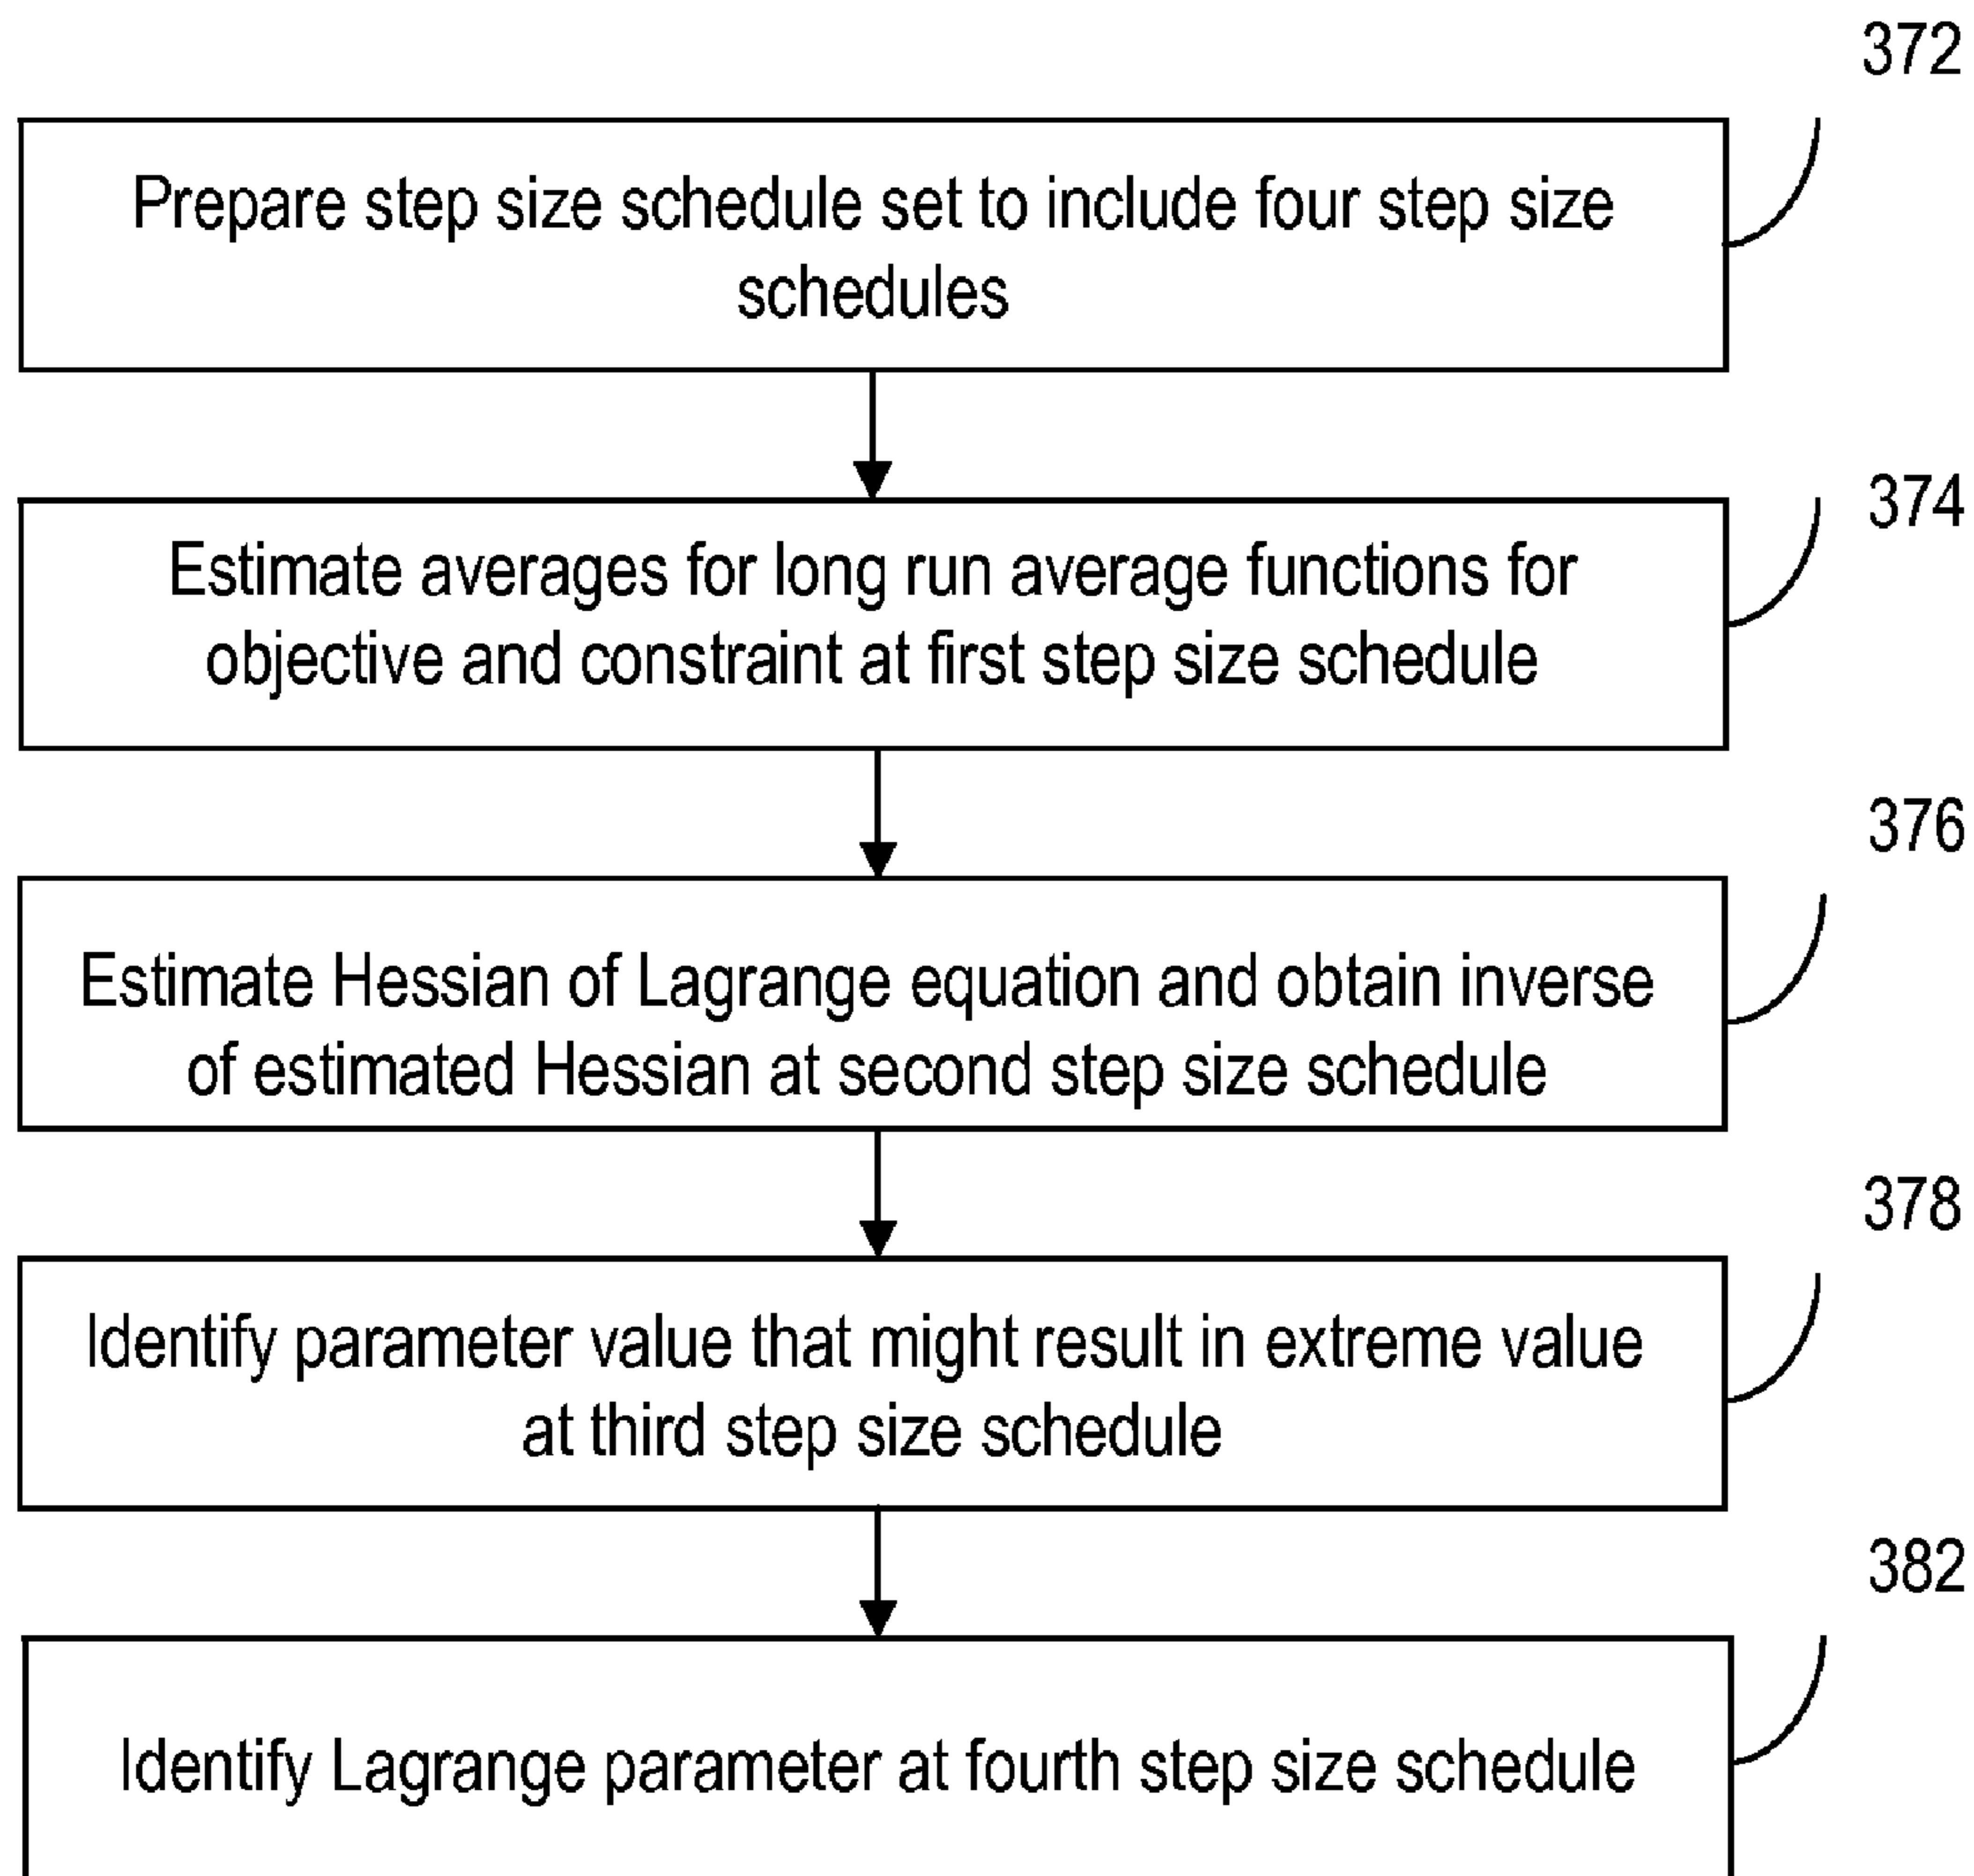 372
Prepare step size schedule set to include four step size
schedules
374
Estimate averages for long run average functions for
objective and constraint at first step size schedule
376
Estimate Hessian of Lagrange equation and obtain inverse
of estimated Hessian at second step size schedule
378
Identify parameter value that might result in extreme value
at third step size schedule
382
Identify Lagrange parameter at fourth step size schedule